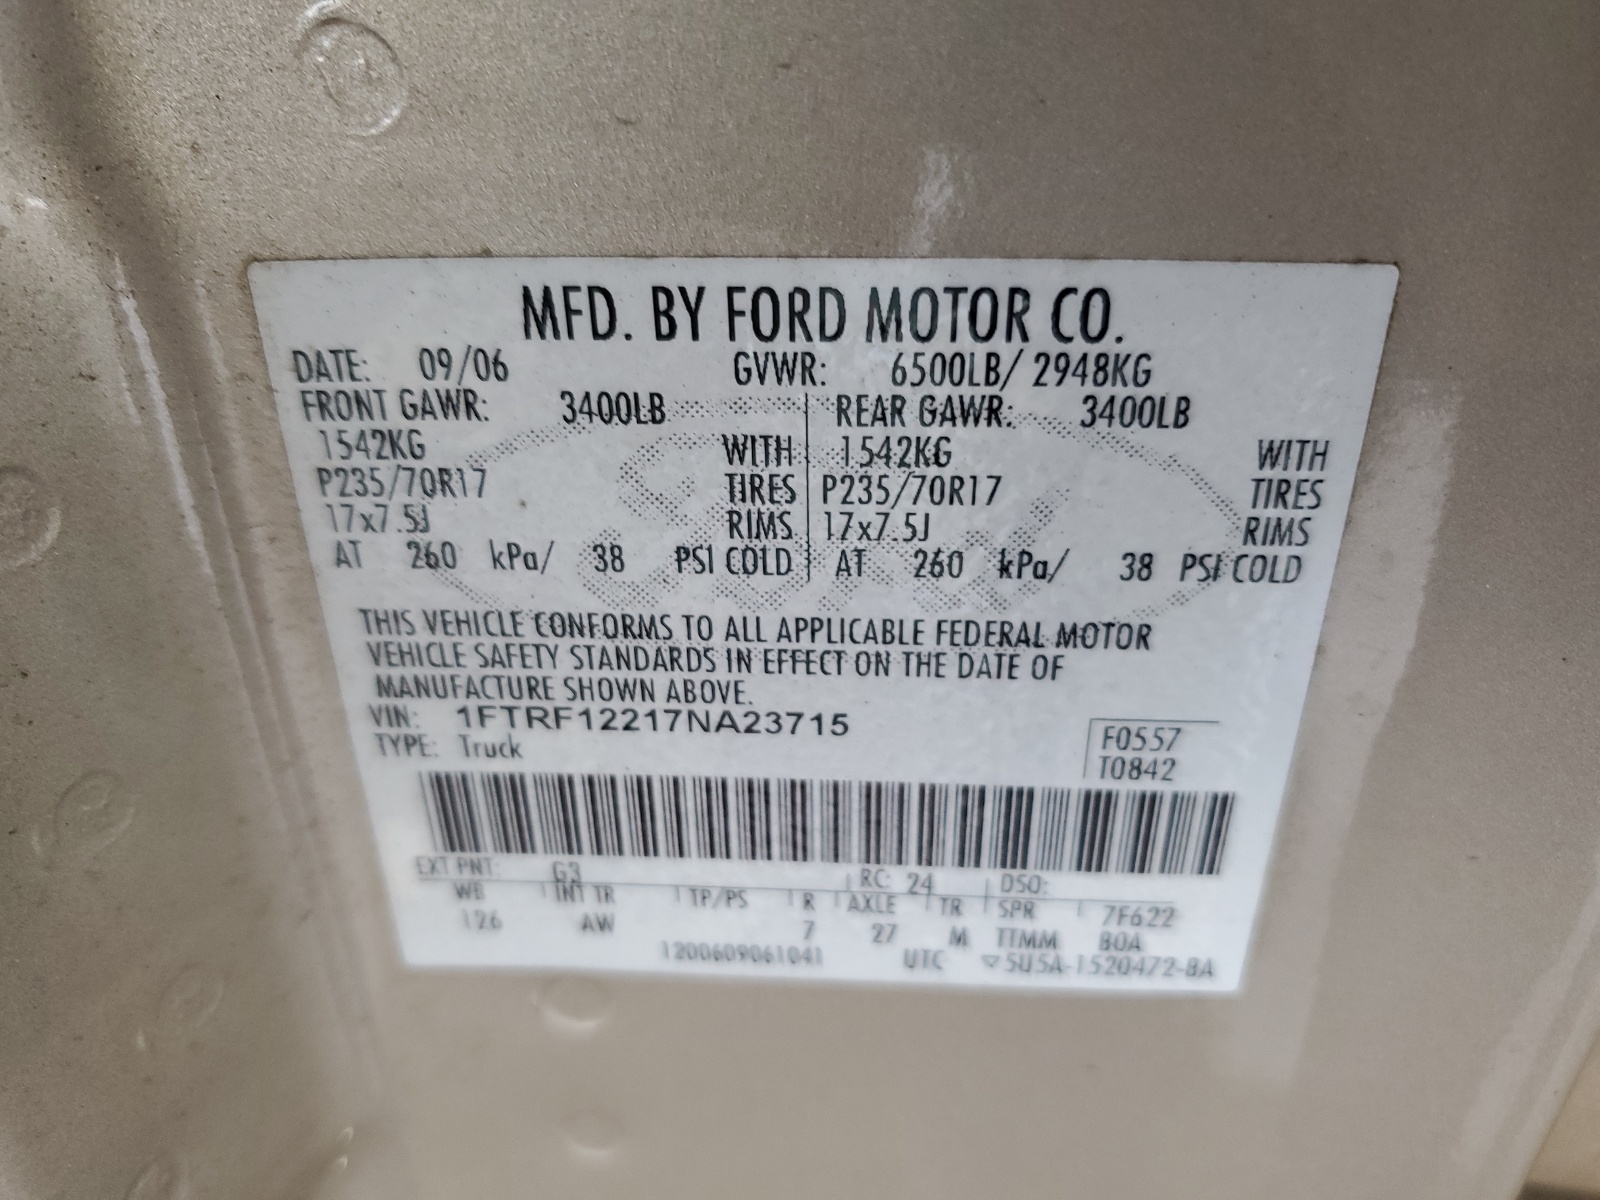 MFD. BY FORD MOTOR CO.
DATE: 09/06 GVWR: 6500LB/ 2948KG
FRONT GAWR: 3400LB REAR GAWR: 3400LB
1542KG WITH 1542KG WITH
P235/70R17 TIRES P235/70R17 TIRES
17x7.5J RIMS 17x7.5J RIMS
AT 260 kPa/ 38 PSI COLD AT 260 kPa/ 38 PSI COLD
THIS VEHICLE CONFORMS TO ALL APPLICABLE FEDERAL MOTOR
VEHICLE SAFETY STANDARDS IN EFFECT ON THE DATE OF
MANUFACTURE SHOWN ABOVE.
VIN: 1FTRF12217NA23715
TYPE: Truck
F0557
T0842
EXT PNT: G3 RC: 24 DSO:
WB INT TR TP/PS R AXLE TR SPR 7F622
126 AW 7 27 M TTMM BOA
1200609061041 UTC ▽5U5A-1520472-BA